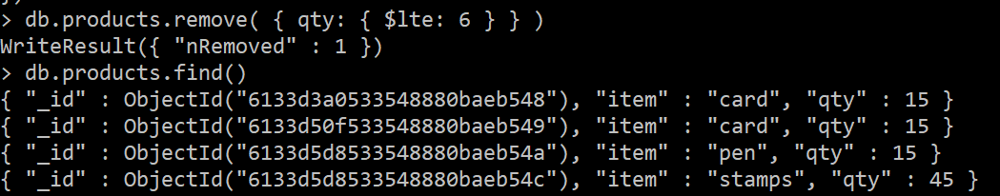 > db.products.remove( { qty: { $lte: 6 } } )
WriteResult({ "nRemoved" : 1 })
> db.products.find()
{ "_id" : ObjectId("6133d3a0533548880baeb548"), "item" : "card", "qty" : 15 }
{ "_id" : ObjectId("6133d50f533548880baeb549"), "item" : "card", "qty" : 15 }
{ "_id" : ObjectId("6133d5d8533548880baeb54a"), "item" : "pen", "qty" : 15 }
{ "_id" : ObjectId("6133d5d8533548880baeb54c"), "item" : "stamps", "qty" : 45 }